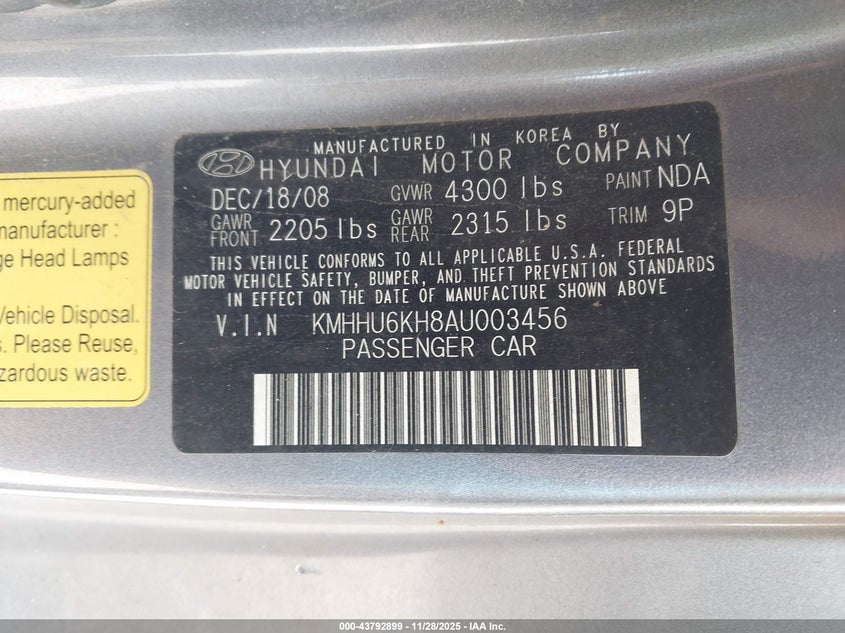 mercury-added
manufacturer :
ge Head Lamps
Vehicle Disposal.
s. Please Reuse,
zardous waste.
MANUFACTURED IN KOREA BY
HYUNDAI MOTOR COMPANY
DEC/18/08 GVWR 4300 lbs PAINT NDA
GAWR FRONT 2205 lbs GAWR REAR 2315 lbs TRIM 9P
THIS VEHICLE CONFORMS TO ALL APPLICABLE U.S.A. FEDERAL
MOTOR VEHICLE SAFETY, BUMPER, AND THEFT PREVENTION STANDARDS
IN EFFECT ON THE DATE OF MANUFACTURE SHOWN ABOVE
V.I.N KMHHU6KH8AU003456
PASSENGER CAR
000-43792899 - 11/28/2025 - IAA Inc.